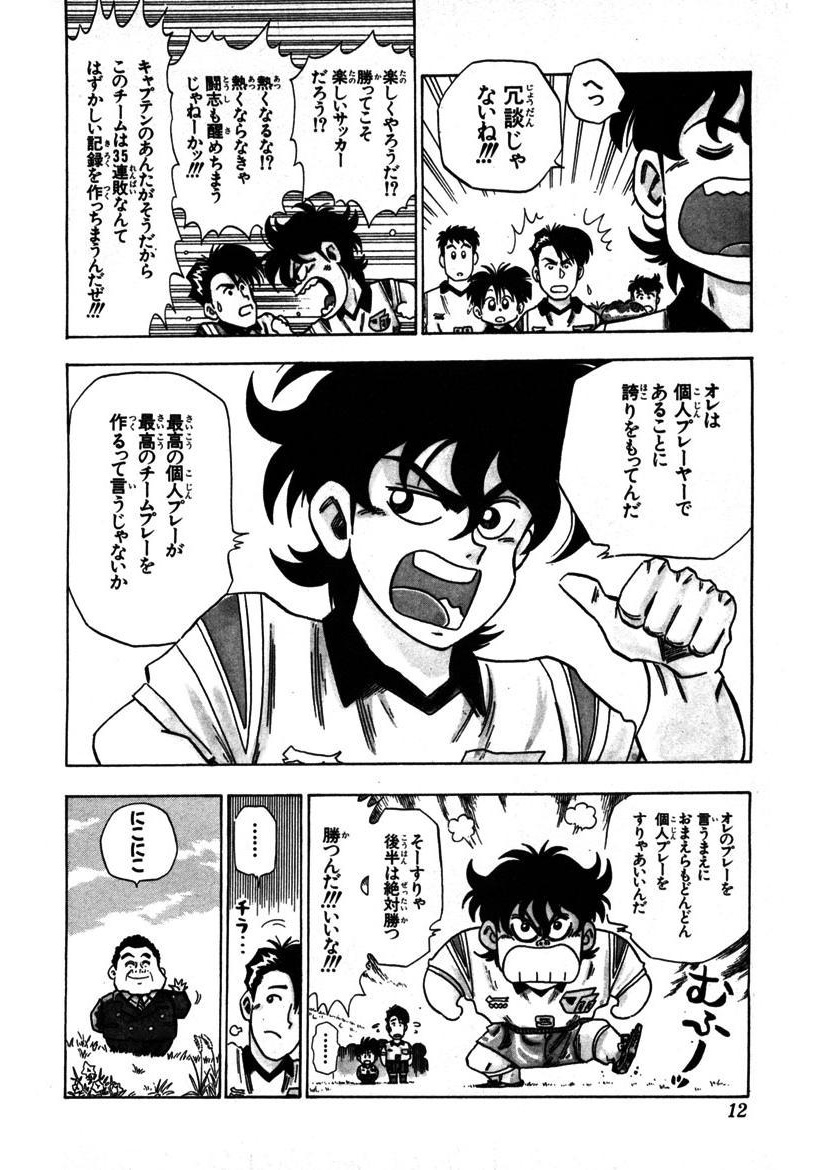 へっ
冗談じゃ
ないね!!!
楽しくやろうだ!?
勝ってこそ
楽しいサッカー
だろう!?
熱くなるな!?
熱くならなきゃ
闘志も醒めちまう
じゃねーかッ!!!
キャプテンのあんたがそうだから
このチームは35連敗なんて
はずかしい記録を作っちまうんだぜ!!!
オレは
個人プレーヤーで
あることに
誇りをもってんだ
最高の個人プレーが
最高のチームプレーを
作るって言うじゃないか
オレのプレーを
言うまえに
おまえらもどんどん
個人プレーを
すりゃあいいんだ
むふーッ
そーすりゃ
後半は絶対勝つ
勝つんだ!!!いいな!!!
……
……
チラ…
にこにこ
12